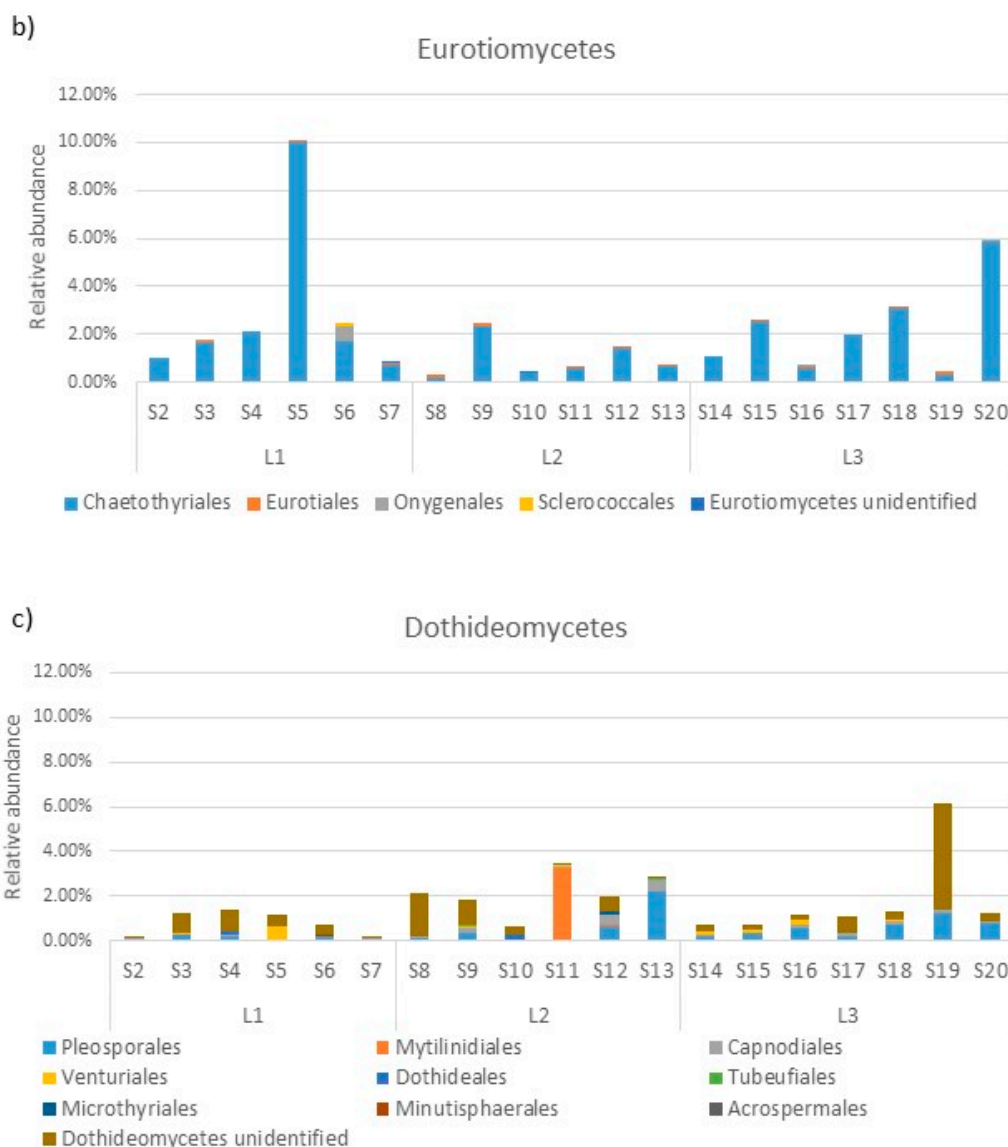 b)
Eurotiomycetes
Relative abundance
12.00%
10.00%
8.00%
6.00%
4.00%
2.00%
0.00%
S2 S3 S4 S5 S6 S7 S8 S9 S10 S11 S12 S13 S14 S15 S16 S17 S18 S19 S20
L1 L2 L3
Chaetothyriales Eurotiales Onygenales Sclerococcales Eurotiomycetes unidentified
c)
Dothideomycetes
Relative abundance
12.00%
10.00%
8.00%
6.00%
4.00%
2.00%
0.00%
S2 S3 S4 S5 S6 S7 S8 S9 S10 S11 S12 S13 S14 S15 S16 S17 S18 S19 S20
L1 L2 L3
Pleosporales Mytilinidiales Capnodiales
Venturiales Dothideales Tubeufiales
Microthyriales Minutisphaerales Acrospermales
Dothideomycetes unidentified